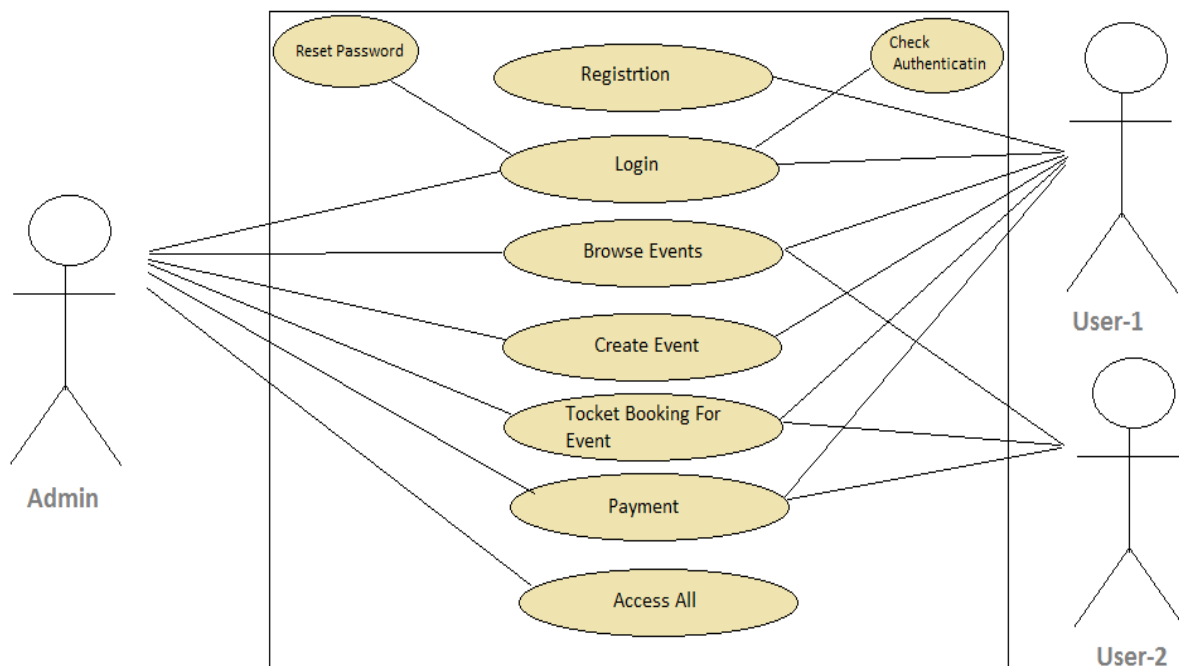 Reset Password
Registrtion
Check
Authenticatin
Login
Browse Events
Create Event
Tocket Booking For
Event
Payment
Access All
Admin
User-1
User-2